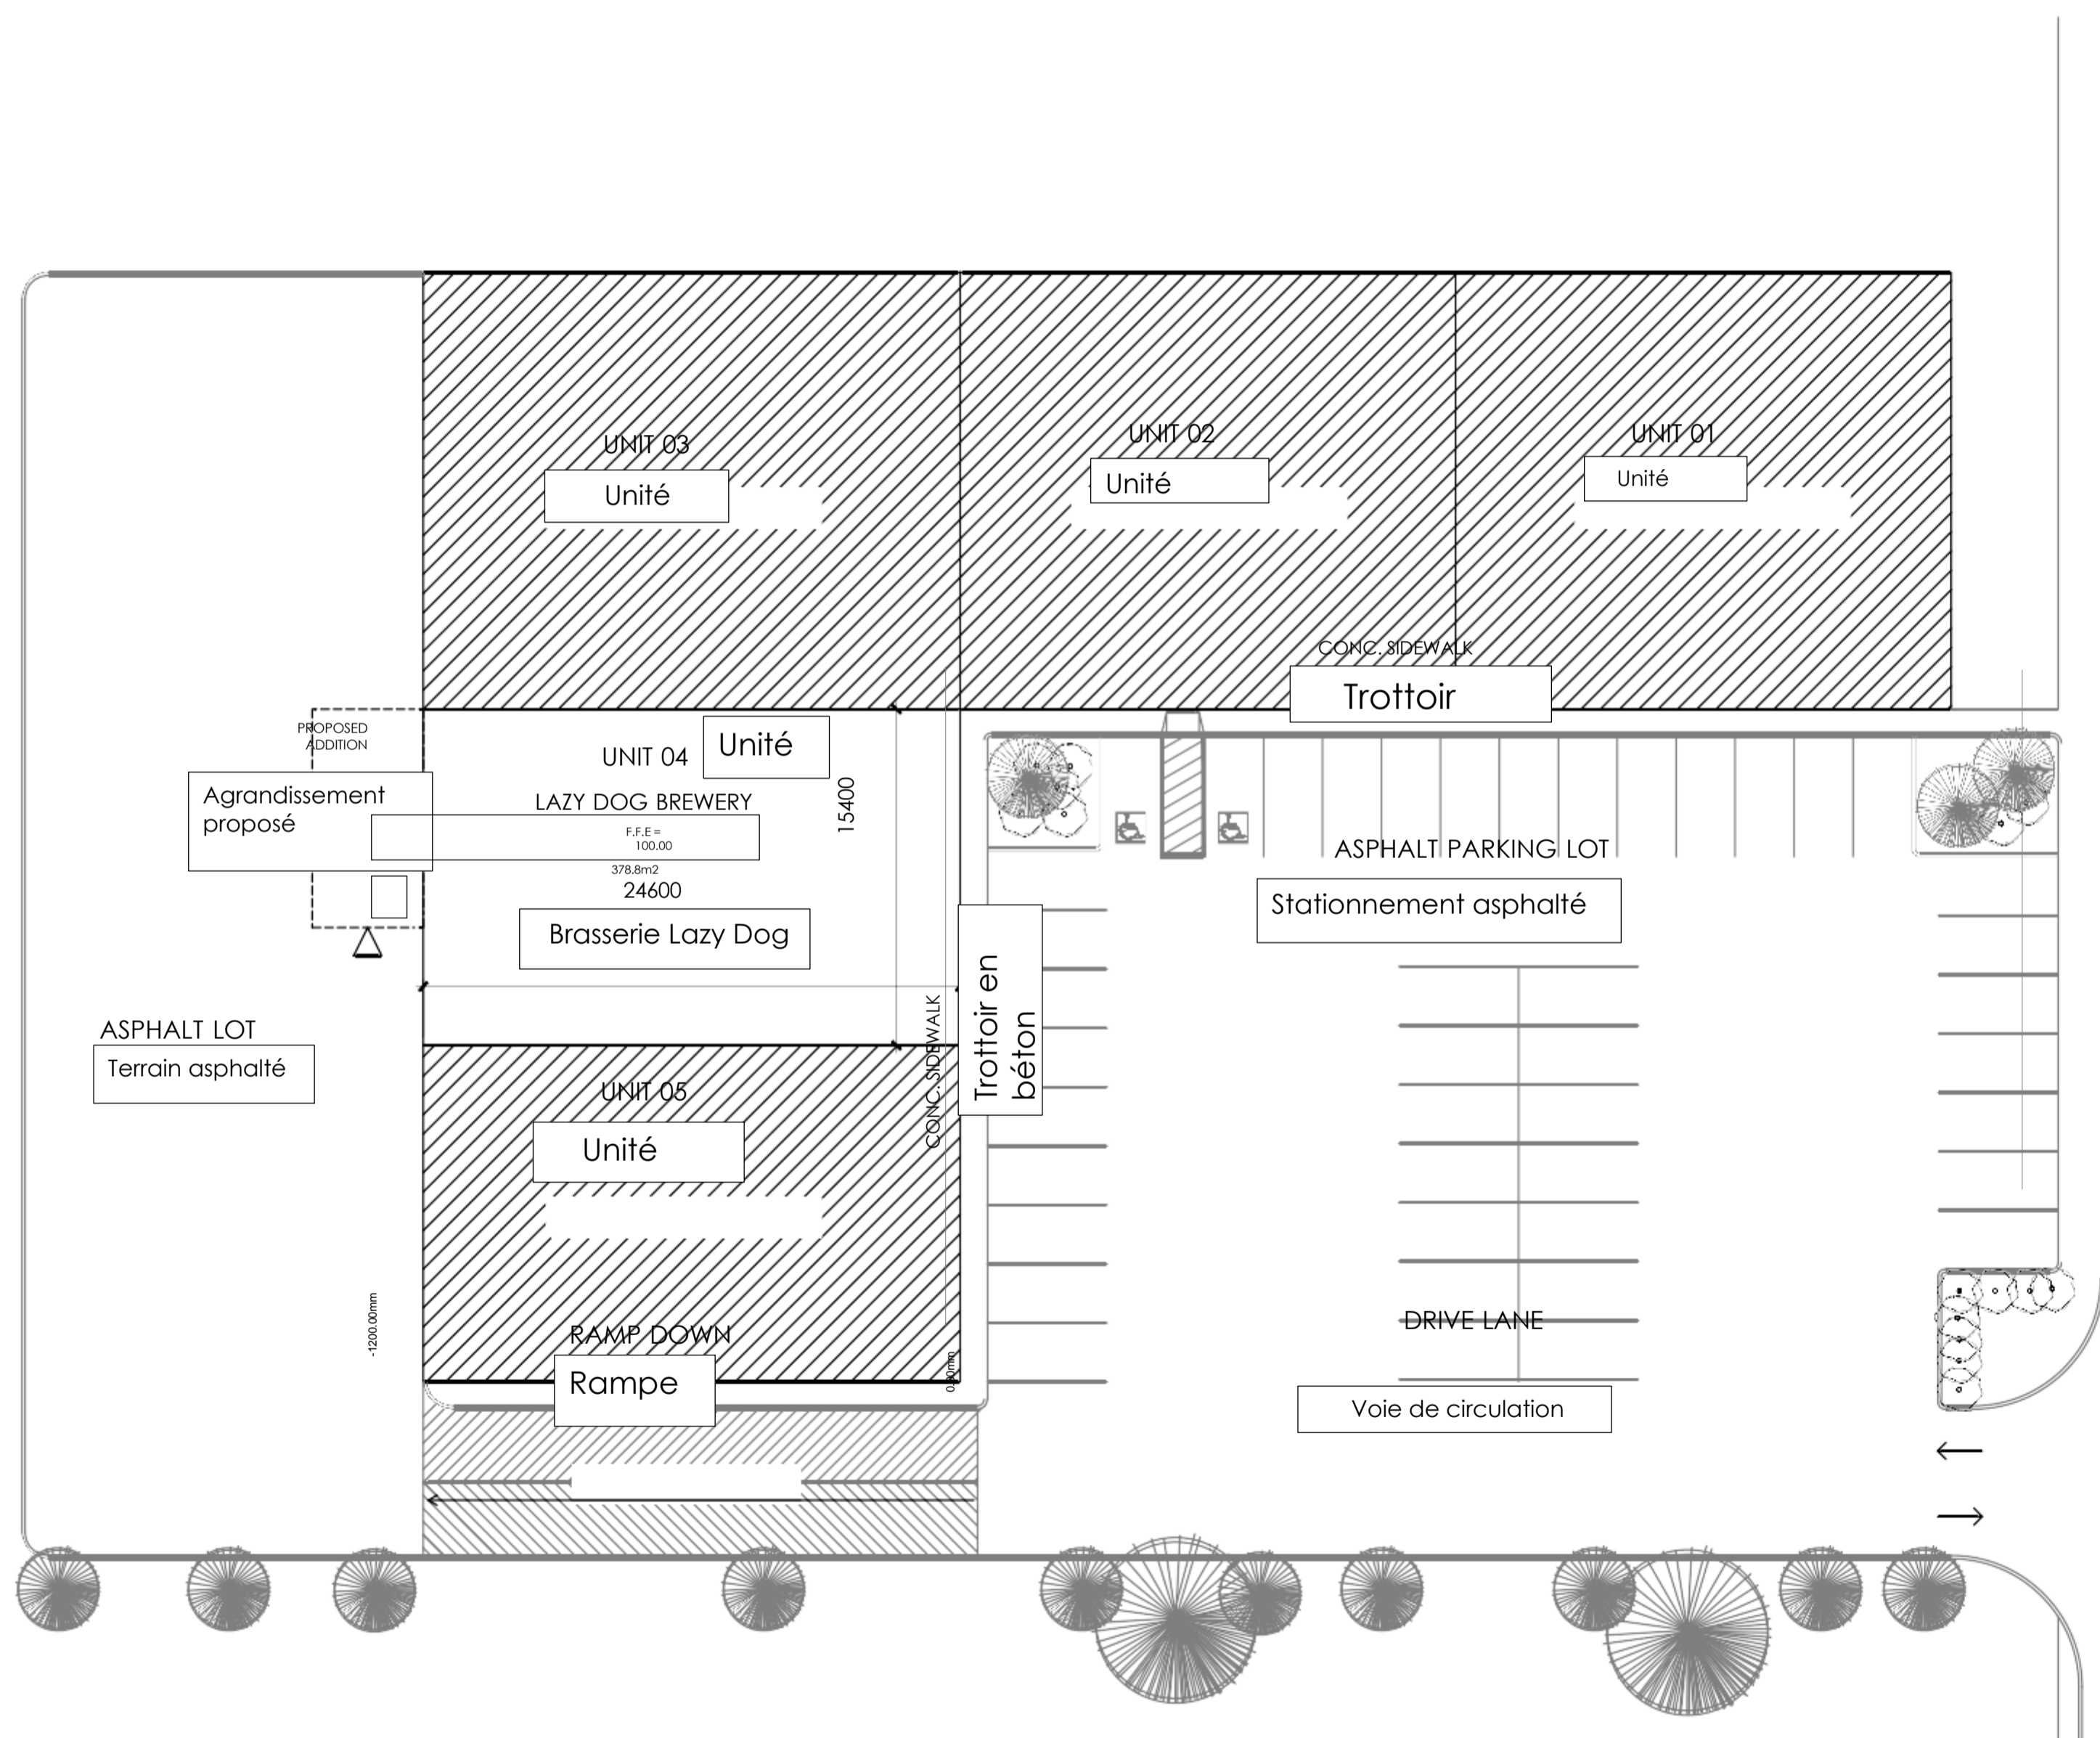 UNIT 03
Unité
UNIT 02
Unité
UNIT 01
Unité
CONC. SIDEWALK
Trottoir
PROPOSED
ADDITION
Agrandissement
proposé
UNIT 04
Unité
LAZY DOG BREWERY
F.F.E =
100.00
378.8m2
24600
Brasserie Lazy Dog
15400
ASPHALT PARKING LOT
Stationnement asphalté
CONC. SIDEWALK
Trottoir en
béton
ASPHALT LOT
Terrain asphalté
UNIT 05
Unité
-1200.00mm
RAMP DOWN
Rampe
0.00mm
DRIVE LANE
Voie de circulation